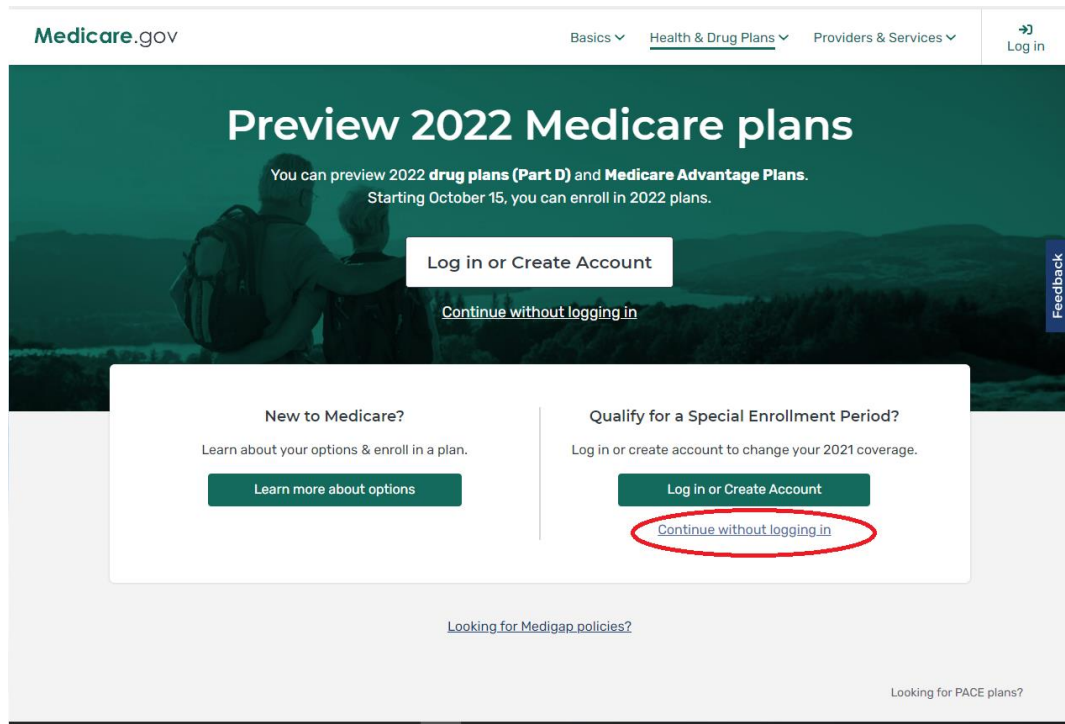 Medicare.gov
Basics
Health & Drug Plans
Providers & Services
Log in
Preview 2022 Medicare plans
You can preview 2022 drug plans (Part D) and Medicare Advantage Plans.
Starting October 15, you can enroll in 2022 plans.
Log in or Create Account
Continue without logging in
Feedback
New to Medicare?
Learn about your options & enroll in a plan.
Learn more about options
Qualify for a Special Enrollment Period?
Log in or create account to change your 2021 coverage.
Log in or Create Account
Continue without logging in
Looking for Medigap policies?
Looking for PACE plans?